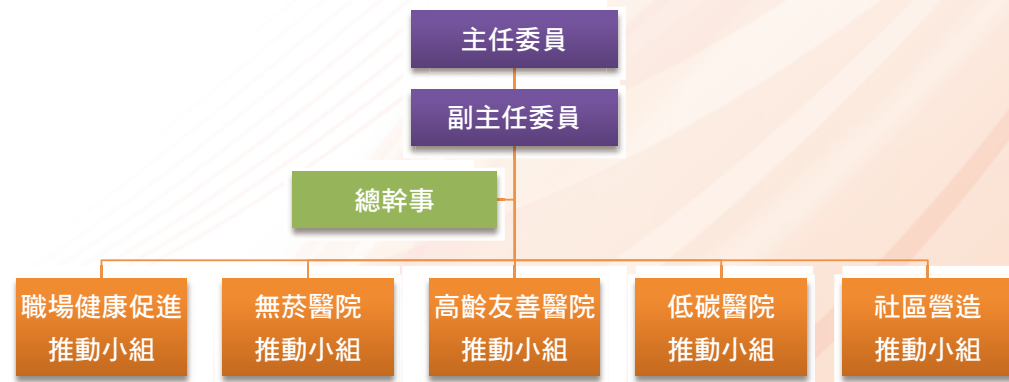 主任委員
副主任委員
總幹事
職場健康促進
推動小組
無菸醫院
推動小組
高齡友善醫院
推動小組
低碳醫院
推動小組
社區營造
推動小組